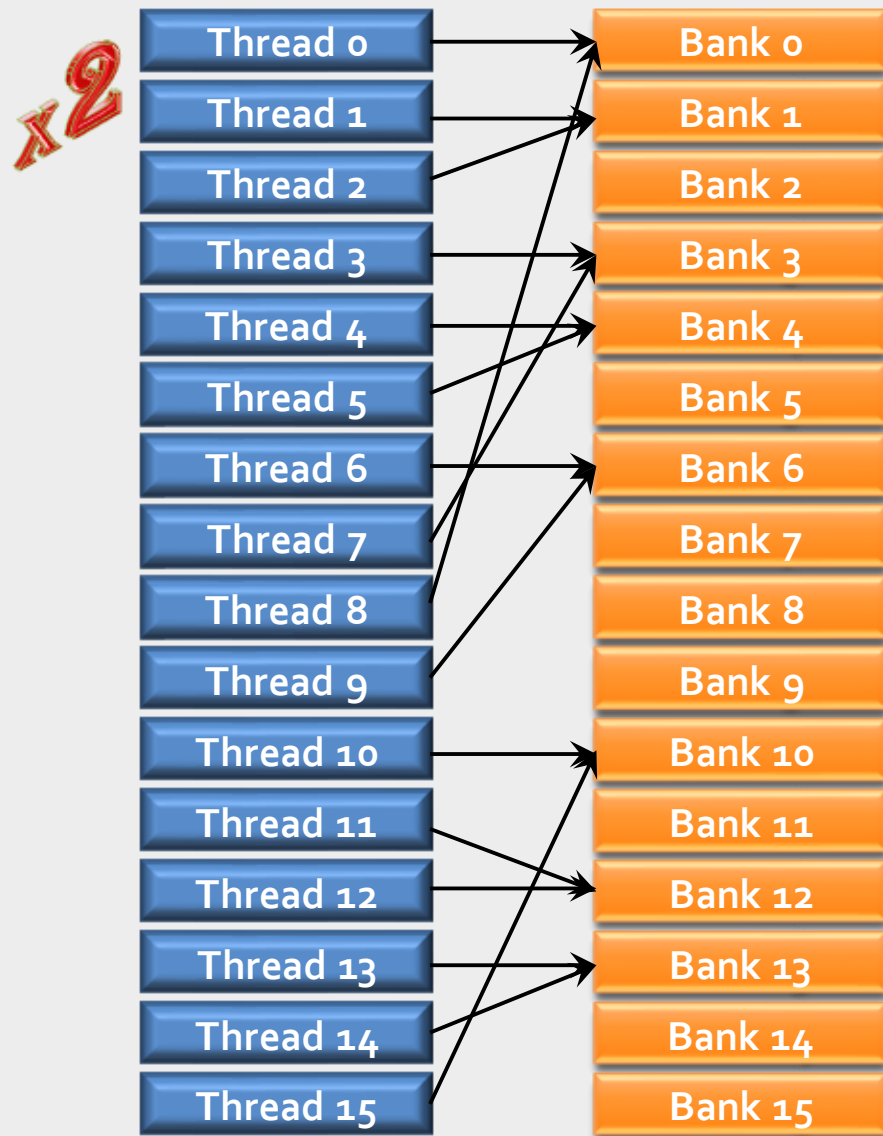 x2
Thread 0
Bank 0
Thread 1
Bank 1
Thread 2
Bank 2
Thread 3
Bank 3
Thread 4
Bank 4
Thread 5
Bank 5
Thread 6
Bank 6
Thread 7
Bank 7
Thread 8
Bank 8
Thread 9
Bank 9
Thread 10
Bank 10
Thread 11
Bank 11
Thread 12
Bank 12
Thread 13
Bank 13
Thread 14
Bank 14
Thread 15
Bank 15